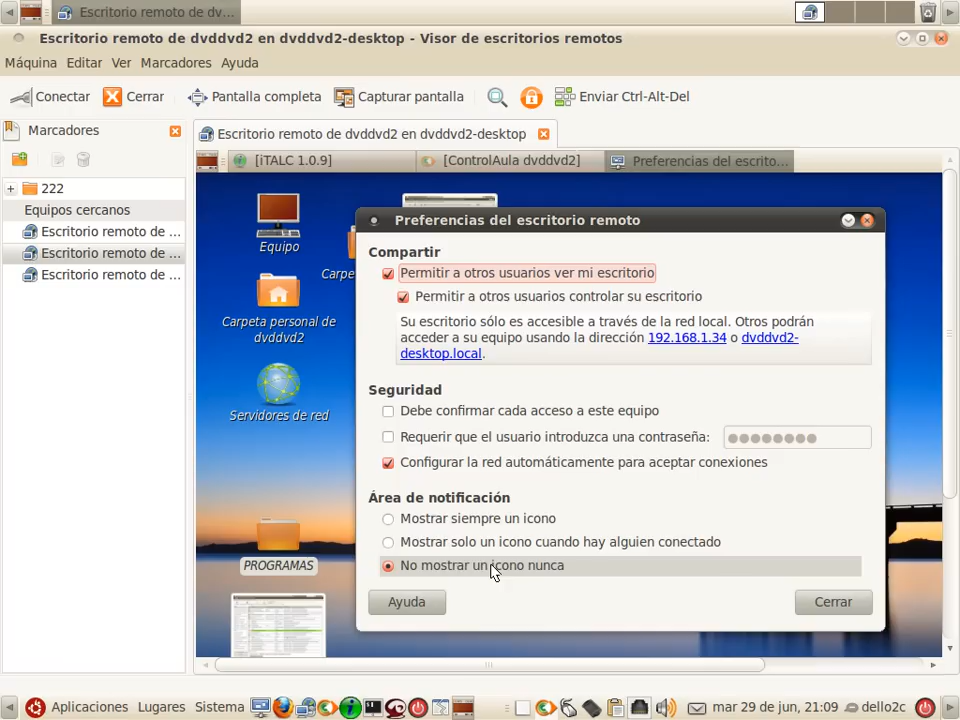 Escritorio remoto de dv...
Escritorio remoto de dvddvd2 en dvddvd2-desktop - Visor de escritorios remotos
Máquina Editar Ver Marcadores Ayuda
Conectar Cerrar Pantalla completa Capturar pantalla Enviar Ctrl-Alt-Del
Marcadores
Escritorio remoto de dvddvd2 en dvddvd2-desktop
[iTALC 1.0.9] [ControlAula dvddvd2] Preferencias del escrito...
222
Equipos cercanos
Escritorio remoto de ...
Escritorio remoto de ...
Escritorio remoto de ...
Equipo
Carpe
Carpeta personal de
dvddvd2
Servidores de red
PROGRAMAS
Preferencias del escritorio remoto
Compartir
Permitir a otros usuarios ver mi escritorio
Permitir a otros usuarios controlar su escritorio
Su escritorio sólo es accesible a través de la red local. Otros podrán
acceder a su equipo usando la dirección 192.168.1.34 o dvddvd2-
desktop.local.
Seguridad
Debe confirmar cada acceso a este equipo
Requerir que el usuario introduzca una contraseña:
Configurar la red automáticamente para aceptar conexiones
Área de notificación
Mostrar siempre un icono
Mostrar solo un icono cuando hay alguien conectado
No mostrar un icono nunca
Ayuda Cerrar
Aplicaciones Lugares Sistema mar 29 de jun, 21:09 dello2c